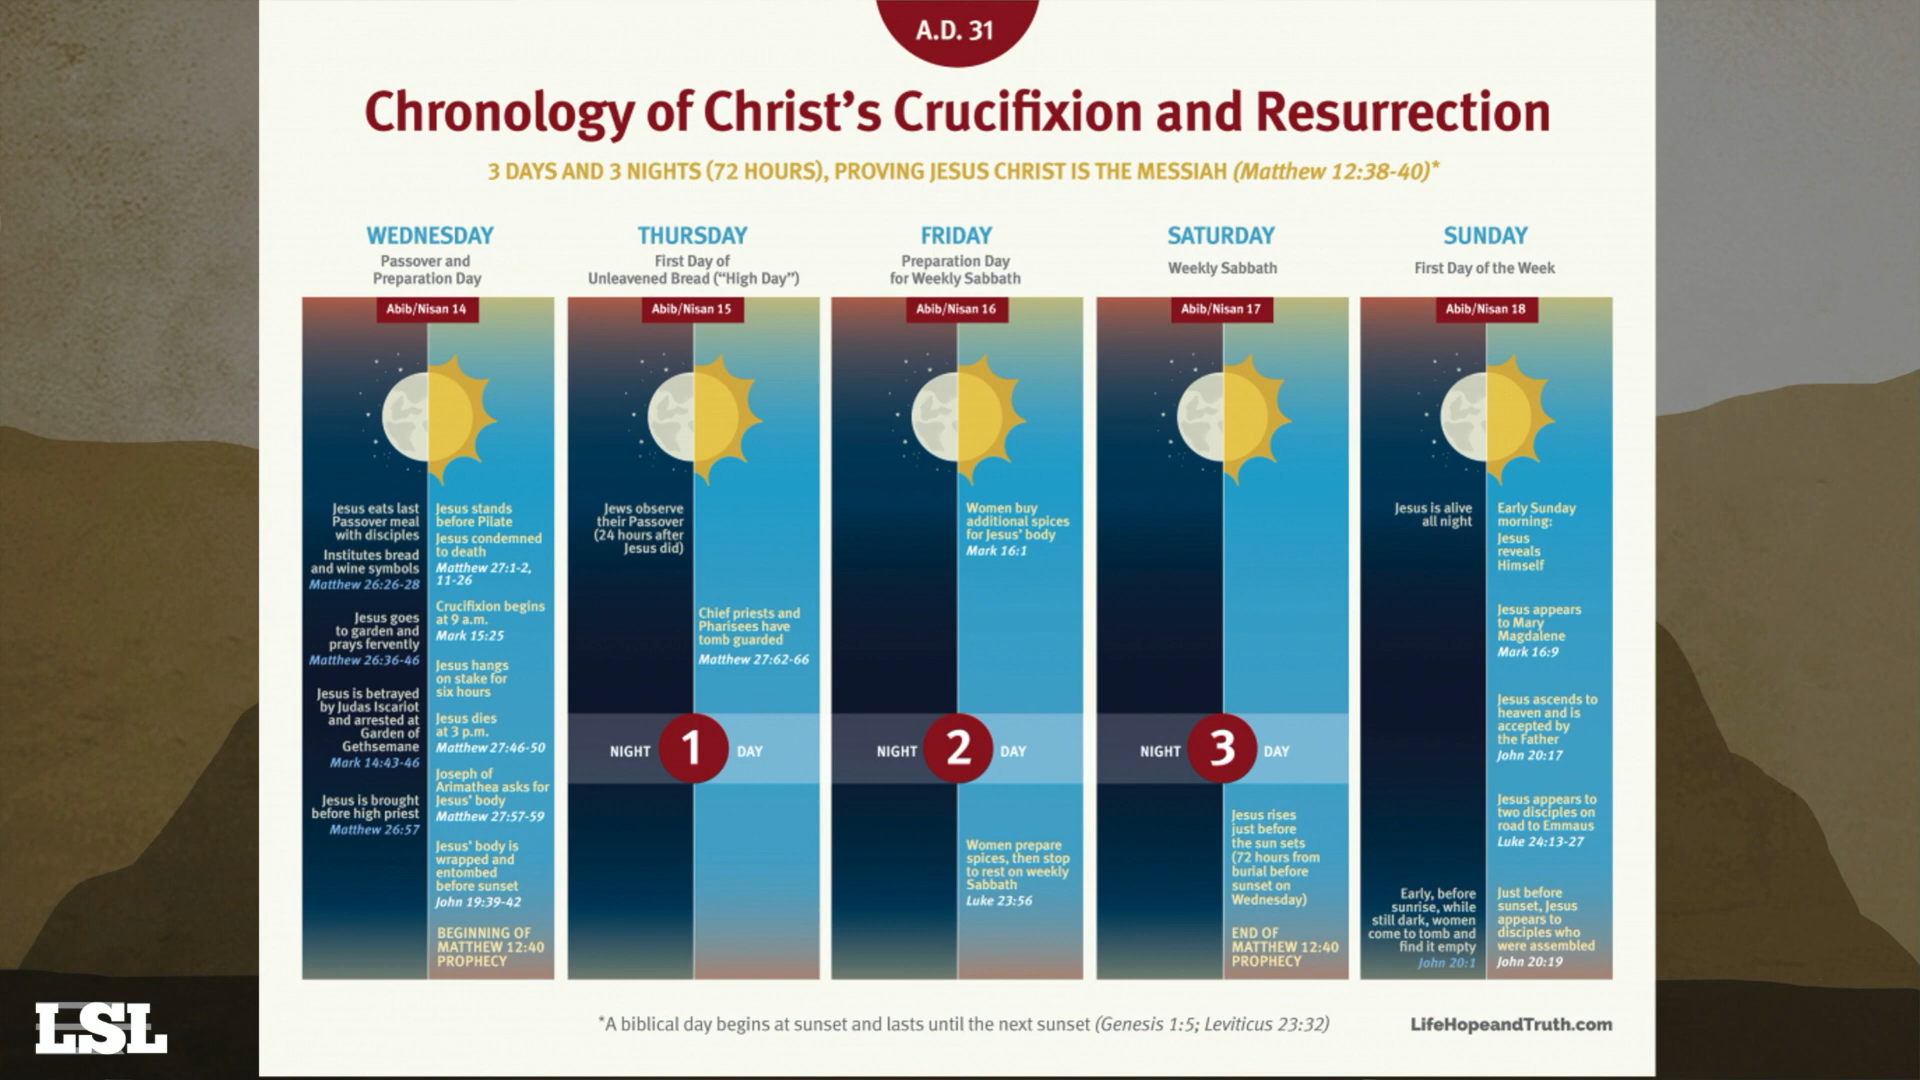 A.D. 31
Chronology of Christ's Crucifixion and Resurrection
3 DAYS AND 3 NIGHTS (72 HOURS), PROVING JESUS CHRIST IS THE MESSIAH (Matthew 12:38-40)*
WEDNESDAY
Passover and
Preparation Day
Abib/Nisan 14
Jesus eats last
Passover meal
with disciples
Institutes bread
and wine symbols
Matthew 26:26-28
Jesus goes
to garden and
prays fervently
Matthew 26:36-46
Jesus is betrayed
by Judas Iscariot
and arrested at
Garden of
Gethsemane
Mark 14:43-46
Jesus is brought
before high priest
Matthew 26:57
Jesus stands
before Pilate
Jesus condemned
to death
Matthew 27:1-2,
11-26
Crucifixion begins
at 9 a.m.
Mark 15:25
Jesus hangs
on stake for
six hours
Jesus dies
at 3 p.m.
Matthew 27:46-50
Joseph of
Arimathea asks for
Jesus' body
Matthew 27:57-59
Jesus' body is
wrapped and
entombed
before sunset
John 19:39-42
BEGINNING OF
MATTHEW 12:40
PROPHECY
THURSDAY
First Day of
Unleavened Bread ("High Day")
Abib/Nisan 15
Jews observe
their Passover
(24 hours after
Jesus did)
Chief priests and
Pharisees have
tomb guarded
Matthew 27:62-66
NIGHT 1 DAY
FRIDAY
Preparation Day
for Weekly Sabbath
Abib/Nisan 16
Women buy
additional spices
for Jesus' body
Mark 16:1
NIGHT 2 DAY
Women prepare
spices, then stop
to rest on weekly
Sabbath
Luke 23:56
SATURDAY
Weekly Sabbath
Abib/Nisan 17
NIGHT 3 DAY
Jesus rises
just before
the sun sets
(72 hours from
burial before
sunset on
Wednesday)
END OF
MATTHEW 12:40
PROPHECY
SUNDAY
First Day of the Week
Abib/Nisan 18
Jesus is alive
all night
Early, before
sunrise, while
still dark, women
come to tomb and
find it empty
John 20:1
Early Sunday
morning:
Jesus
reveals
Himself
Jesus appears
to Mary
Magdalene
Mark 16:9
Jesus ascends to
heaven and is
accepted by
the Father
John 20:17
Jesus appears to
two disciples on
road to Emmaus
Luke 24:13-27
Just before
sunset, Jesus
appears to
disciples who
were assembled
John 20:19
*A biblical day begins at sunset and lasts until the next sunset (Genesis 1:5; Leviticus 23:32)
LifeHopeandTruth.com
LSL